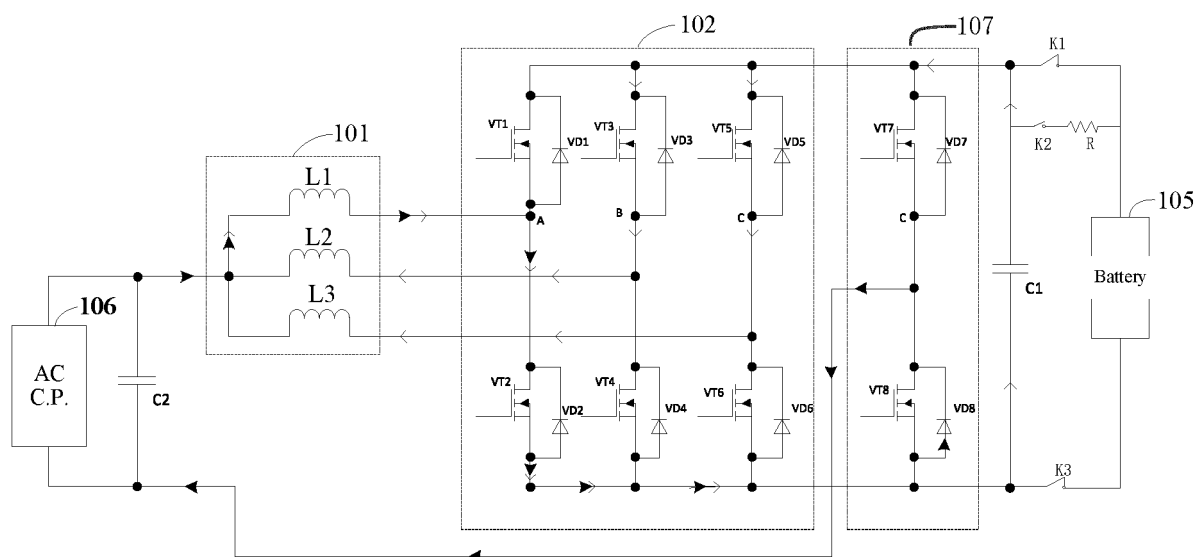 102
107
K1
VT1
VD1
VT3
VD3
VT5
VD5
VT7
VD7
K2
R
101
L1
A
B
C
C
105
L2
106
L3
C1
Battery
AC
C.P.
C2
VT2
VD2
VT4
VD4
VT6
VD6
VT8
VD8
K3